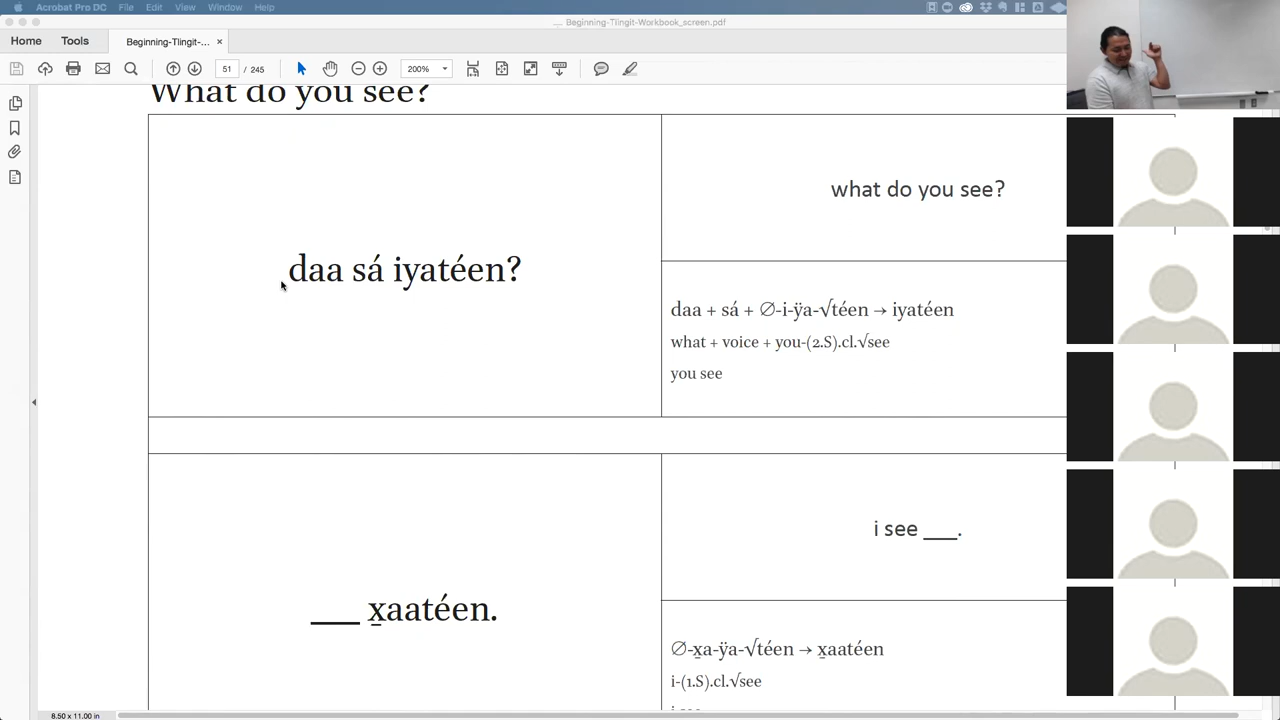 Acrobat Pro DC File Edit View Window Help
Beginning-Tlingit-Workbook_screen.pdf
Home Tools Beginning-Tlingit-... ×
51 / 245 200%
What do you see?
daa sá iyatéen?
what do you see?
daa + sá + ∅-i-ÿa-√téen → iyatéen
what + voice + you-(2.S).cl.√see
you see
___ x̱aatéen.
i see ___.
∅-x̱a-ÿa-√téen → x̱aatéen
i-(1.S).cl.√see
8.50 x 11.00 in